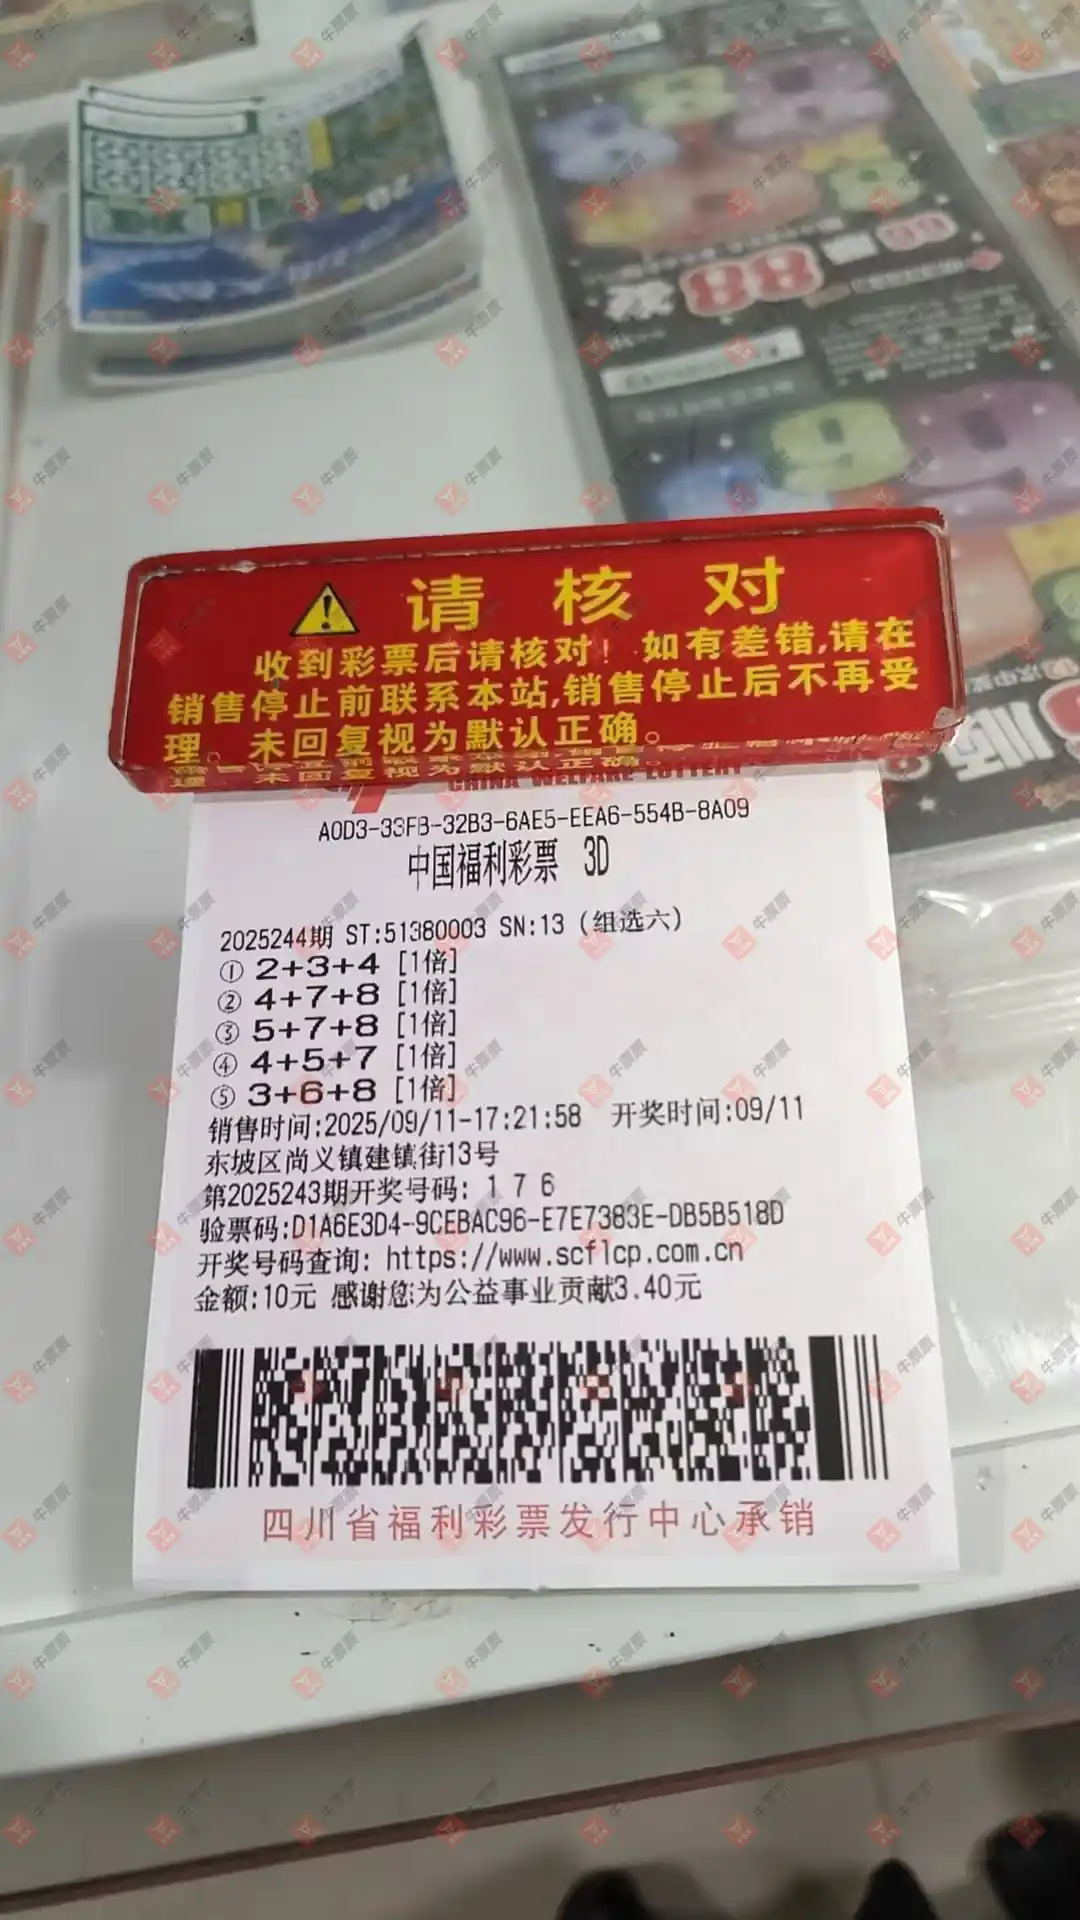 88
请核对
收到彩票后请核对！如有差错,请在
销售停止前联系本站,销售停止后不再受
理。未回复视为默认正确。
CHINA WELFARE LOTTERY
A0D3-33FB-32B3-6AE5-EEA6-554B-8A09
中国福利彩票 3D
2025244期 ST:51380003 SN:13 (组选六)
① 2+3+4 [1倍]
② 4+7+8 [1倍]
③ 5+7+8 [1倍]
④ 4+5+7 [1倍]
⑤ 3+6+8 [1倍]
销售时间:2025/09/11-17:21:58 开奖时间:09/11
东坡区尚义镇建镇街13号
第2025243期开奖号码: 1 7 6
验票码:D1A6E3D4-9CEBAC96-E7E7383E-DB5B518D
开奖号码查询: https://www.scflcp.com.cn
金额:10元 感谢您为公益事业贡献3.40元
四川省福利彩票发行中心承销
牛票票